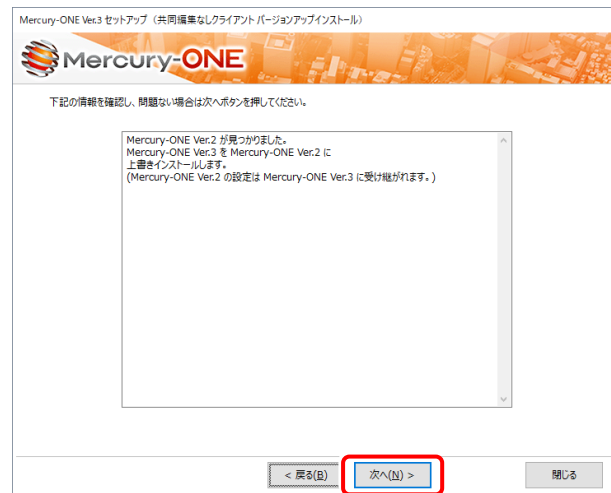 Mercury-ONE Ver.3 セットアップ（共同編集なしクライアント バージョンアップインストール）
Mercury-ONE
下記の情報を確認し、問題ない場合は次へボタンを押してください。
Mercury-ONE Ver.2 が見つかりました。
Mercury-ONE Ver.3 を Mercury-ONE Ver.2 に
上書きインストールします。
(Mercury-ONE Ver.2 の設定は Mercury-ONE Ver.3 に受け継がれます。)
< 戻る(B)
次へ(N) >
閉じる